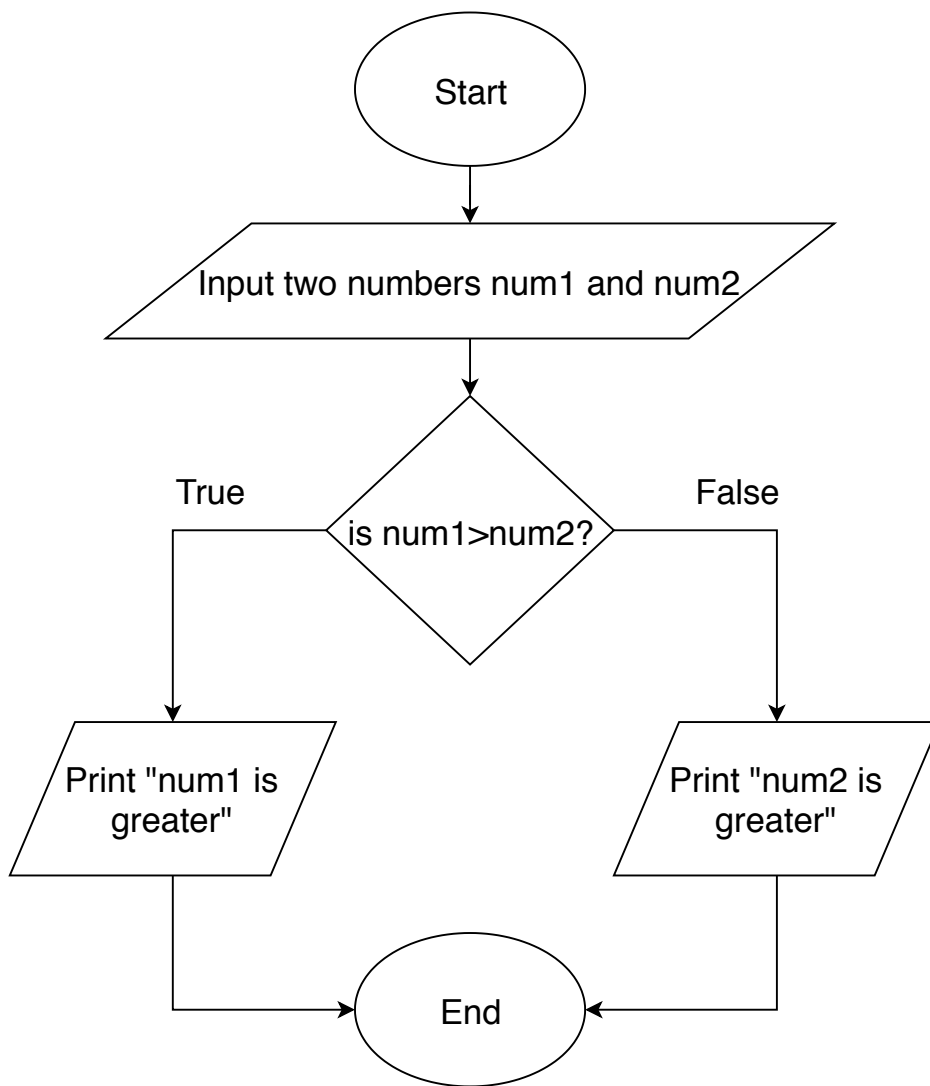 Start
Input two numbers num1 and num2
True
False
is num1>num2?
Print "num1 is
greater"
Print "num2 is
greater"
End